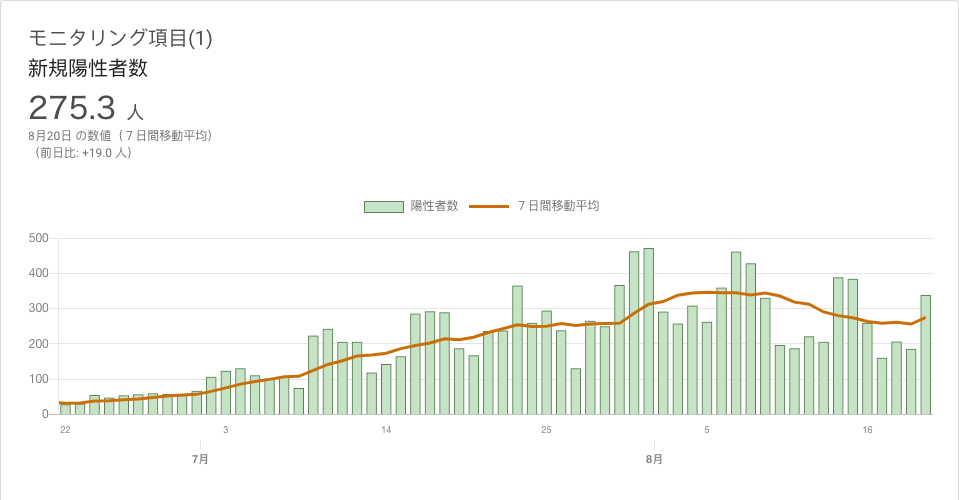 モニタリング項目(1)
新規陽性者数
275.3 人
8月20日 の数値（７日間移動平均）
（前日比: +19.0 人）
陽性者数 ７日間移動平均
500
400
300
200
100
0
22 3 14 25 5 16
7月 8月